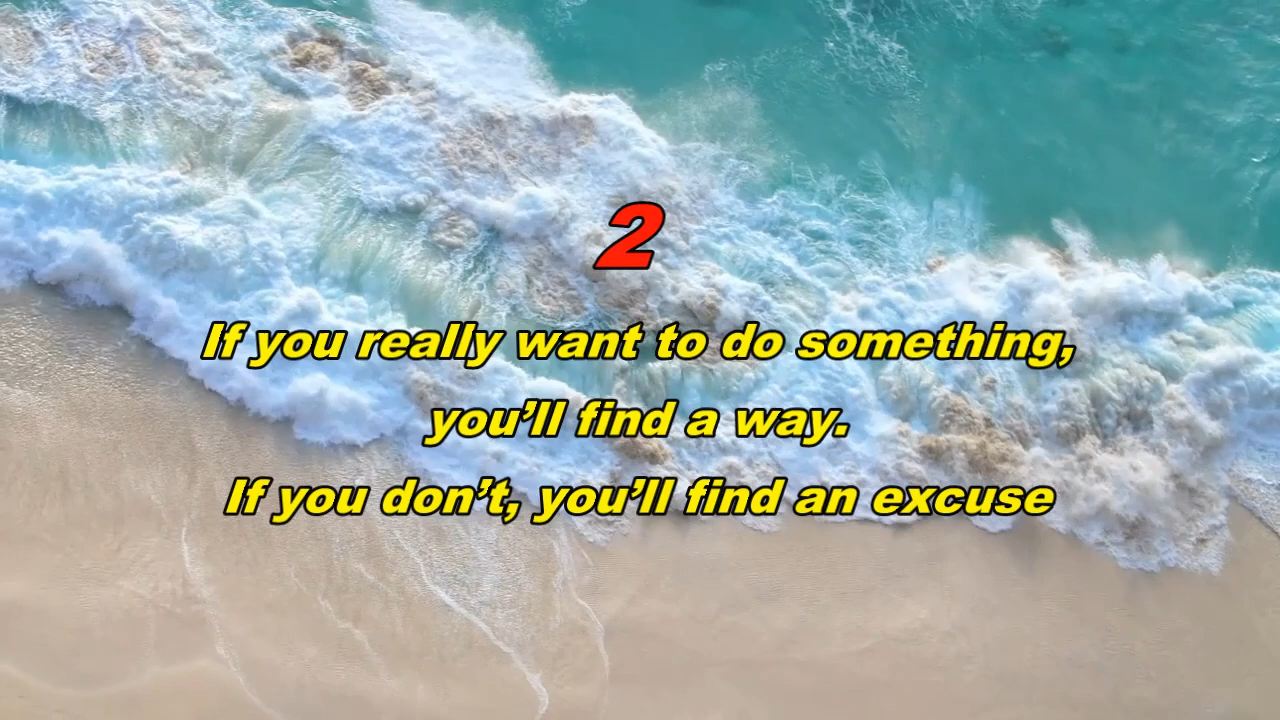 2
If you really want to do something,
you’ll find a way.
If you don’t, you’ll find an excuse